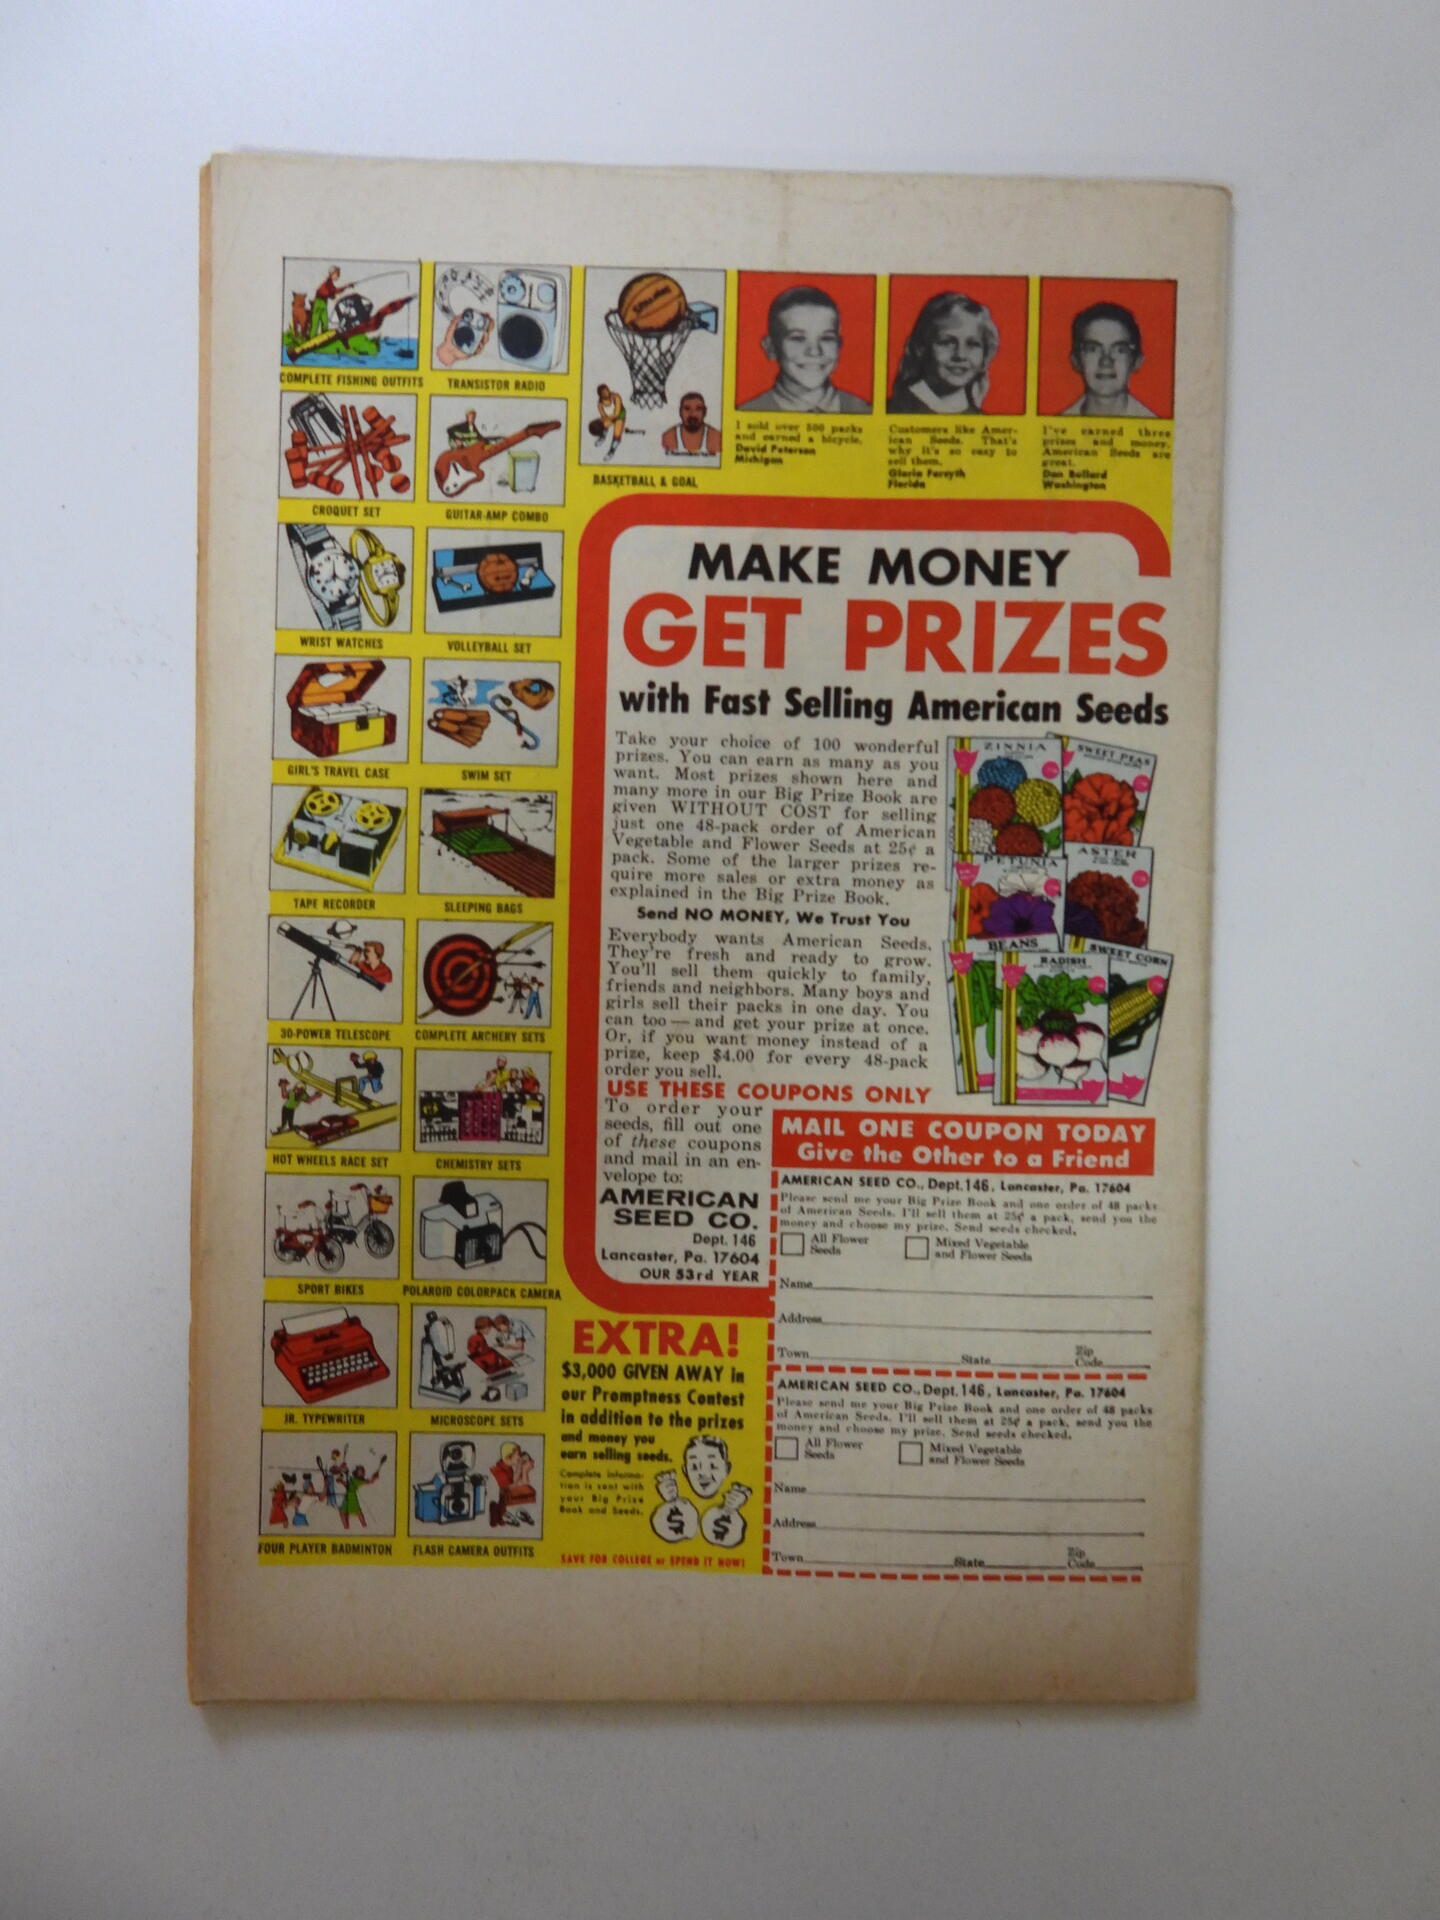 COMPLETE FISHING OUTFITS
TRANSISTOR RADIO
CROQUET SET
GUITAR-AMP COMBO
BASKETBALL & GOAL
WRIST WATCHES
VOLLEYBALL SET
GIRL'S TRAVEL CASE
SWIM SET
TAPE RECORDER
SLEEPING BAGS
30-POWER TELESCOPE
COMPLETE ARCHERY SETS
HOT WHEELS RACE SET
CHEMISTRY SETS
SPORT BIKES
POLAROID COLORPACK CAMERA
JR. TYPEWRITER
MICROSCOPE SETS
FOUR PLAYER BADMINTON
FLASH CAMERA OUTFITS
I sold over 500 packs
and earned a bicycle.
David Peterson
Michigan
Customers like Amer-
ican Seeds. That's
why it's so easy to
sell them.
Gloria Forsyth
Florida
I've earned three
prizes and money.
American Seeds are
great.
Don Bollard
Washington
MAKE MONEY
GET PRIZES
with Fast Selling American Seeds
Take your choice of 100 wonderful
prizes. You can earn as many as you
want. Most prizes shown here and
many more in our Big Prize Book are
given WITHOUT COST for selling
just one 48-pack order of American
Vegetable and Flower Seeds at 25¢ a
pack. Some of the larger prizes re-
quire more sales or extra money as
explained in the Big Prize Book.
Send NO MONEY, We Trust You
Everybody wants American Seeds.
They're fresh and ready to grow.
You'll sell them quickly to family,
friends and neighbors. Many boys and
girls sell their packs in one day. You
can too — and get your prize at once.
Or, if you want money instead of a
prize, keep $4.00 for every 48-pack
order you sell.
USE THESE COUPONS ONLY
To order your
seeds, fill out one
of these coupons
and mail in an en-
velope to:
AMERICAN
SEED CO.
Dept. 146
Lancaster, Pa. 17604
OUR 53rd YEAR
ZINNIA
SWEET PEAS
PETUNIA
ASTER
BEANS
RADISH
SWEET CORN
MAIL ONE COUPON TODAY
Give the Other to a Friend
AMERICAN SEED CO., Dept. 146, Lancaster, Pa. 17604
Please send me your Big Prize Book and one order of 48 packs
of American Seeds. I'll sell them at 25¢ a pack, send you the
money and choose my prize. Send seeds checked.
All Flower
Seeds
Mixed Vegetable
and Flower Seeds
Name
Address
Town State Zip
Code
AMERICAN SEED CO., Dept. 146, Lancaster, Pa. 17604
Please send me your Big Prize Book and one order of 48 packs
of American Seeds. I'll sell them at 25¢ a pack, send you the
money and choose my prize. Send seeds checked.
All Flower
Seeds
Mixed Vegetable
and Flower Seeds
Name
Address
Town State Zip
Code
EXTRA!
$3,000 GIVEN AWAY in
our Promptness Contest
in addition to the prizes
and money you
earn selling seeds.
Complete informa-
tion is sent with
your Big Prize
Book and Seeds.
$ $
SAVE FOR COLLEGE or SPEND IT NOW!